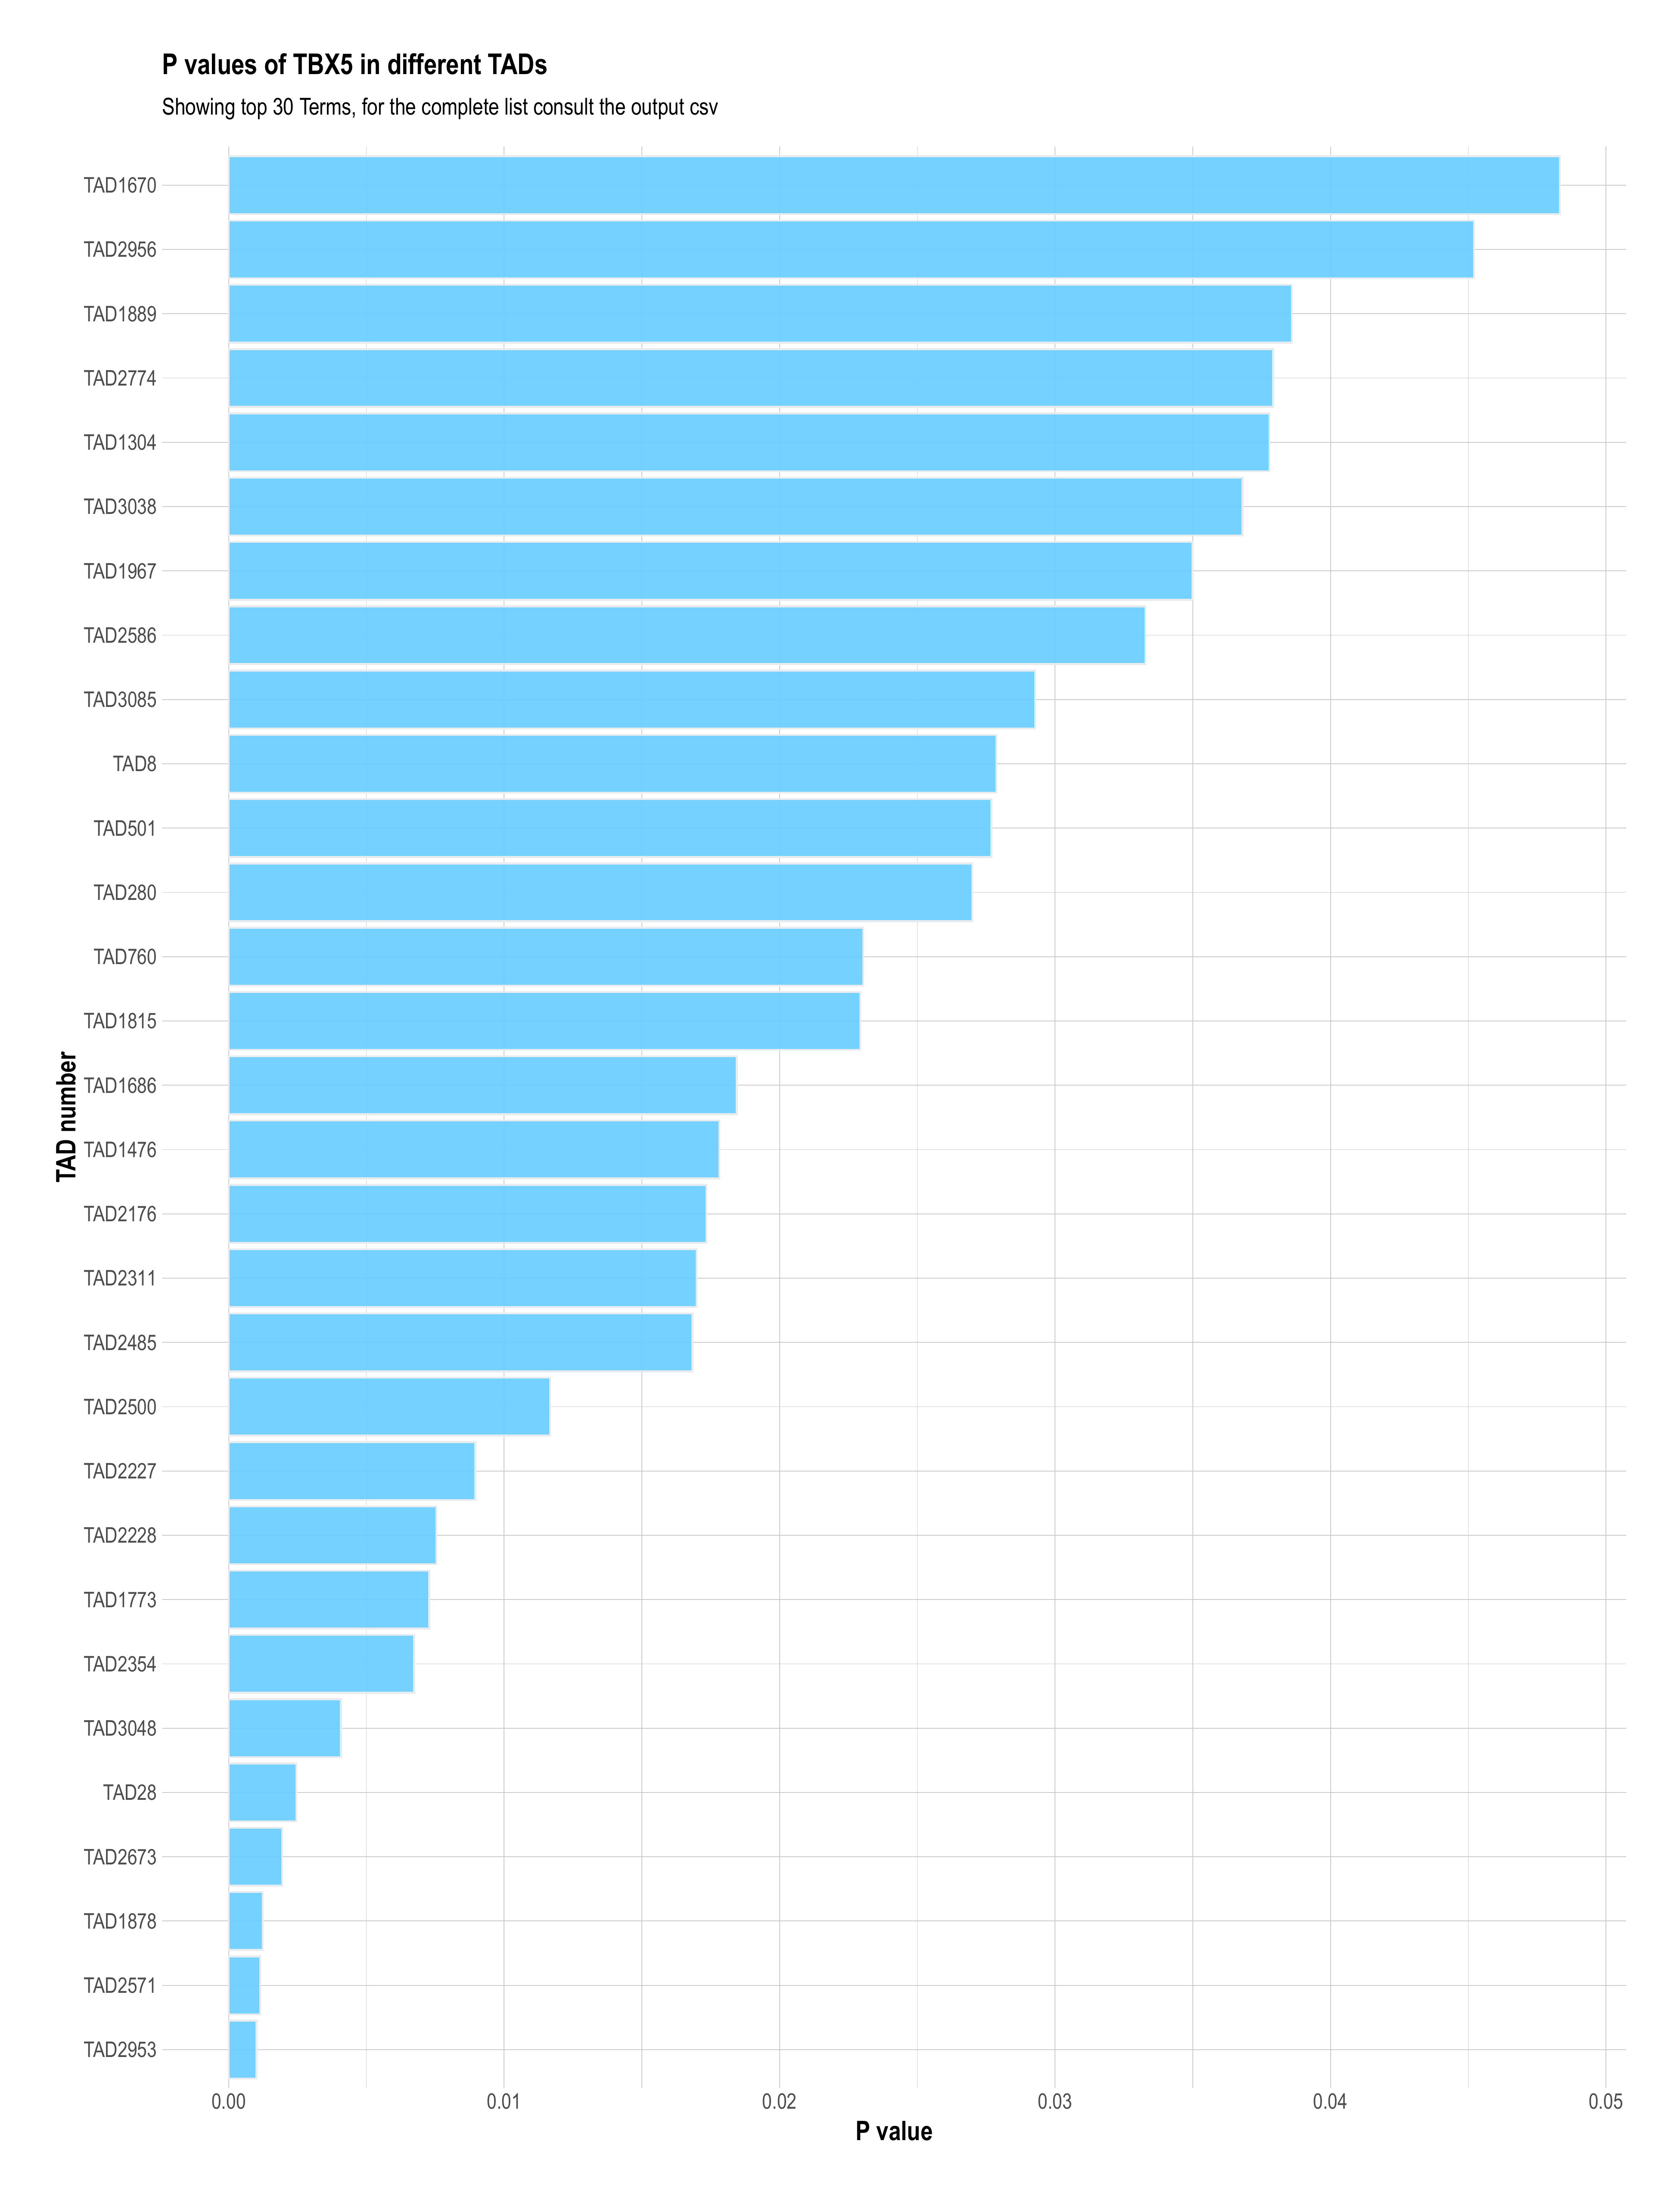 P values of TBX5 in different TADs
Showing top 30 Terms, for the complete list consult the output csv
TAD1670
TAD2956
TAD1889
TAD2774
TAD1304
TAD3038
TAD1967
TAD2586
TAD3085
TAD8
TAD501
TAD280
TAD760
TAD1815
TAD1686
TAD1476
TAD2176
TAD2311
TAD2485
TAD2500
TAD2227
TAD2228
TAD1773
TAD2354
TAD3048
TAD28
TAD2673
TAD1878
TAD2571
TAD2953
TAD number
0.00 0.01 0.02 0.03 0.04 0.05
P value